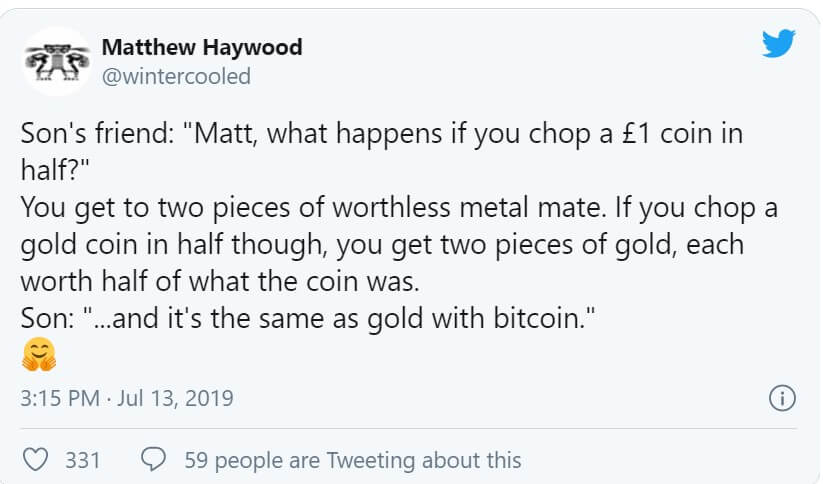 Matthew Haywood
@wintercooled
Son's friend: "Matt, what happens if you chop a £1 coin in
half?"
You get to two pieces of worthless metal mate. If you chop a
gold coin in half though, you get two pieces of gold, each
worth half of what the coin was.
Son: "...and it's the same as gold with bitcoin."
🤗
3:15 PM · Jul 13, 2019
331 59 people are Tweeting about this